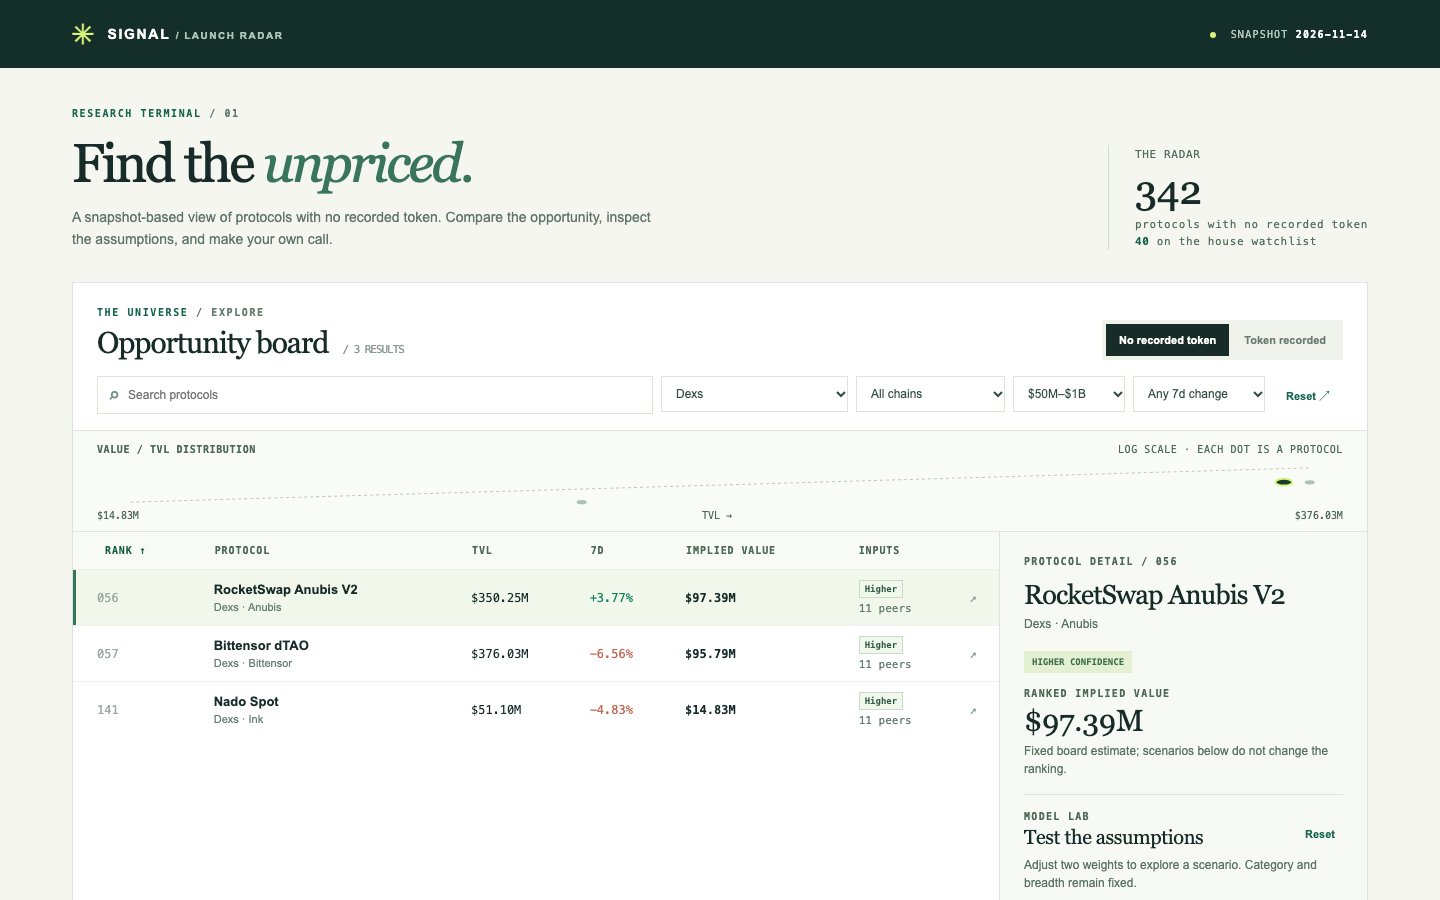 SIGNAL / LAUNCH RADAR
SNAPSHOT 2026-11-14
RESEARCH TERMINAL / 01
Find the unpriced.
A snapshot-based view of protocols with no recorded token. Compare the opportunity, inspect
the assumptions, and make your own call.
THE RADAR
342
protocols with no recorded token
40 on the house watchlist
THE UNIVERSE / EXPLORE
Opportunity board / 3 RESULTS
No recorded token Token recorded
Search protocols Dexs All chains $50M–$1B Any 7d change Reset ↗
VALUE / TVL DISTRIBUTION LOG SCALE · EACH DOT IS A PROTOCOL
$14.83M TVL → $376.03M
RANK ↑ PROTOCOL TVL 7D IMPLIED VALUE INPUTS
056 RocketSwap Anubis V2 $350.25M +3.77% $97.39M Higher ↗
Dexs · Anubis 11 peers
057 Bittensor dTAO $376.03M −6.56% $95.79M Higher ↗
Dexs · Bittensor 11 peers
141 Nado Spot $51.10M −4.83% $14.83M Higher ↗
Dexs · Ink 11 peers
PROTOCOL DETAIL / 056
RocketSwap Anubis V2
Dexs · Anubis
HIGHER CONFIDENCE
RANKED IMPLIED VALUE
$97.39M
Fixed board estimate; scenarios below do not change the
ranking.
MODEL LAB
Test the assumptions Reset
Adjust two weights to explore a scenario. Category and
breadth remain fixed.